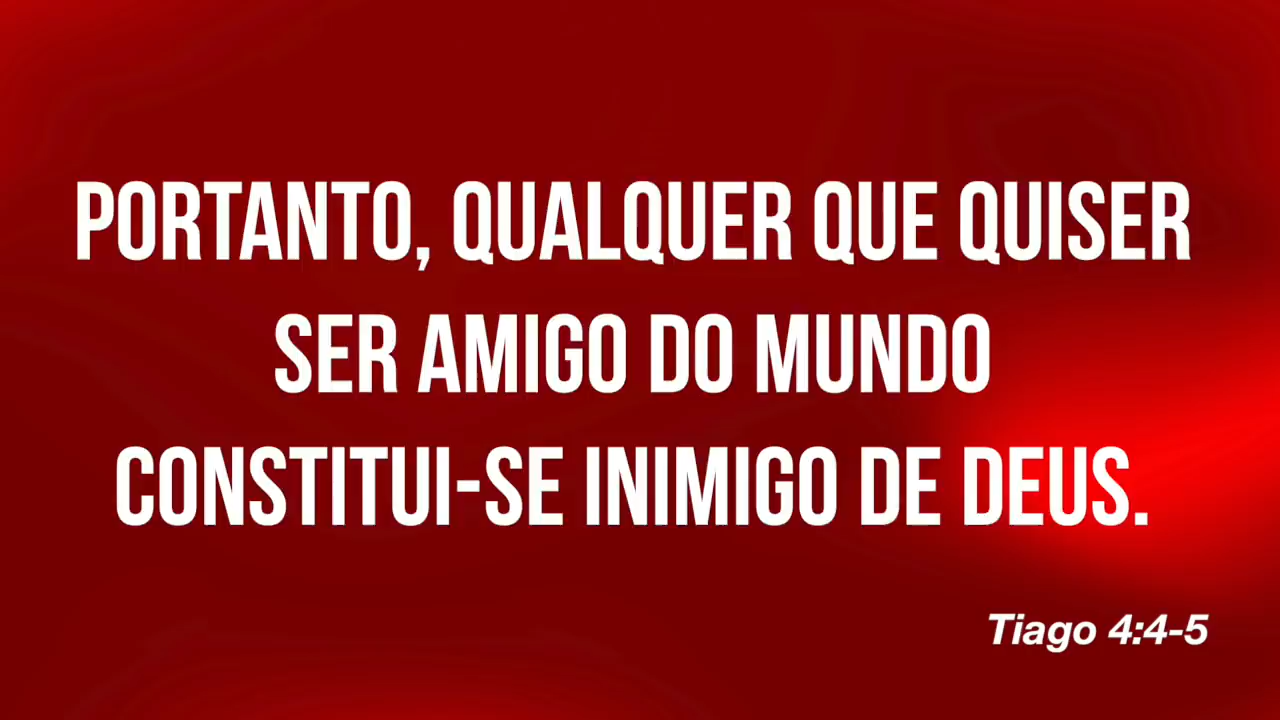 PORTANTO, QUALQUER QUE QUISER
SER AMIGO DO MUNDO
CONSTITUI-SE INIMIGO DE DEUS.
Tiago 4:4-5